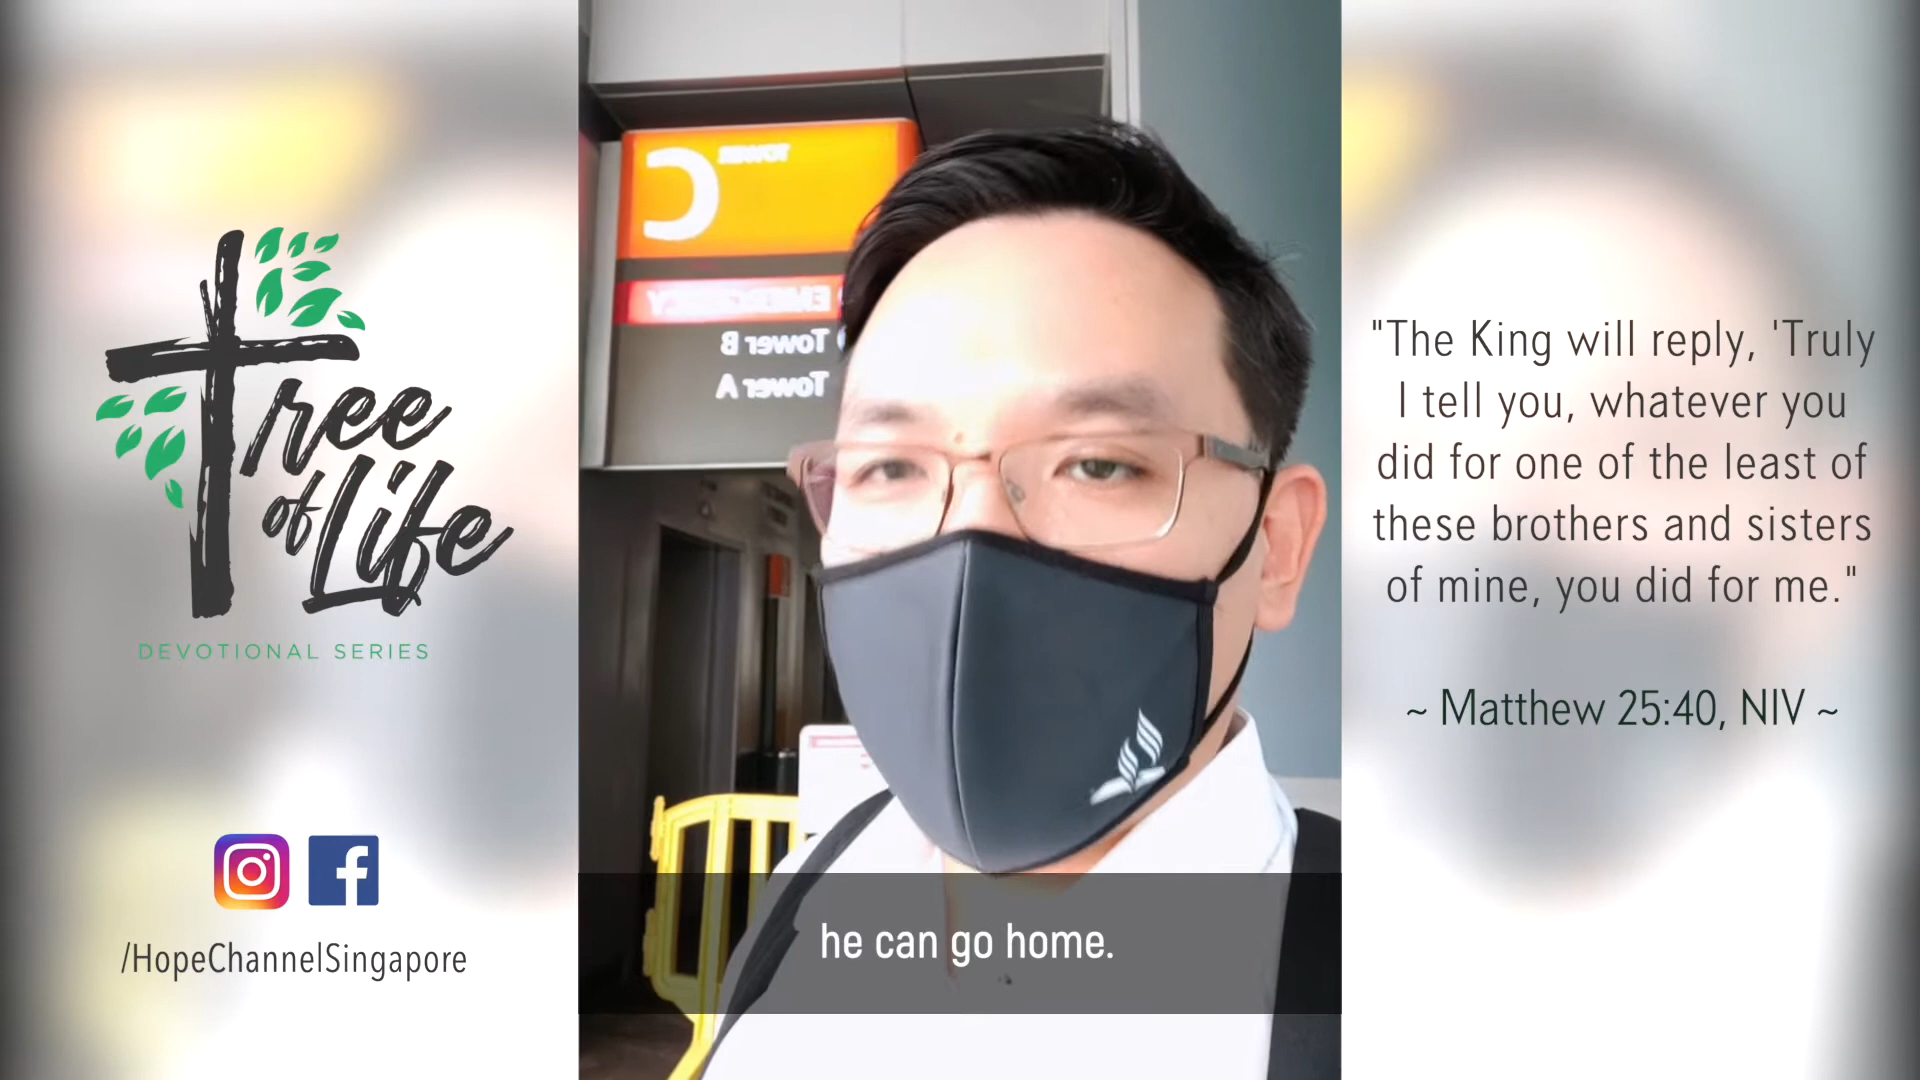 Tree
of Life
DEVOTIONAL SERIES
/HopeChannelSingapore
C TOWER
EMERGENCY
Tower B
Tower A
he can go home.
"The King will reply, 'Truly
I tell you, whatever you
did for one of the least of
these brothers and sisters
of mine, you did for me."
~ Matthew 25:40, NIV ~